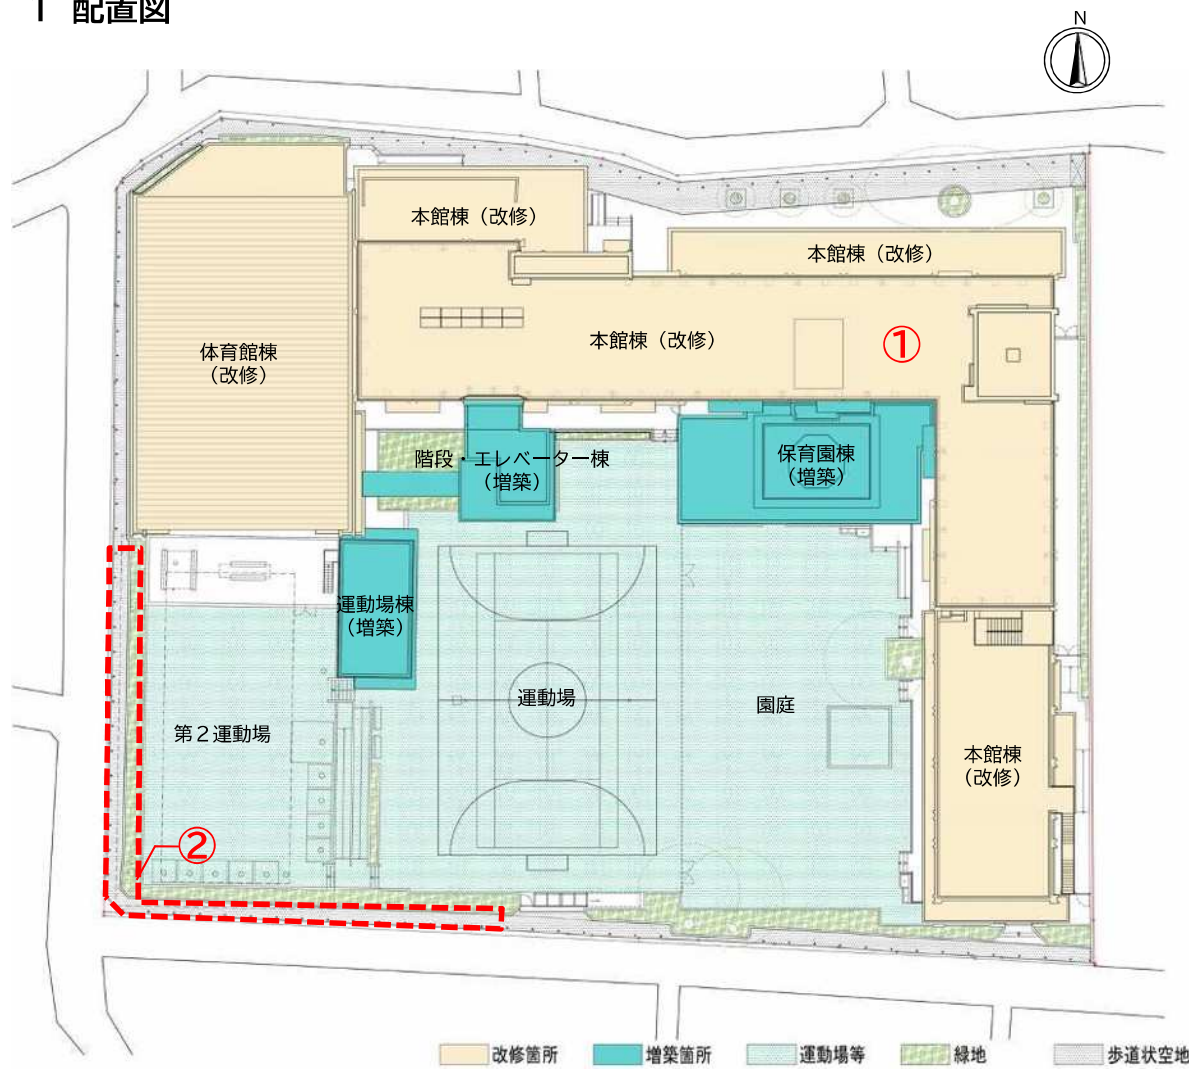 1 配置図
N
本館棟（改修）
本館棟（改修）
本館棟（改修）
①
体育館棟
（改修）
階段・エレベーター棟
（増築）
保育園棟
（増築）
運動場棟
（増築）
運動場
園庭
第２運動場
本館棟
（改修）
②
改修箇所
増築箇所
運動場等
緑地
歩道状空地